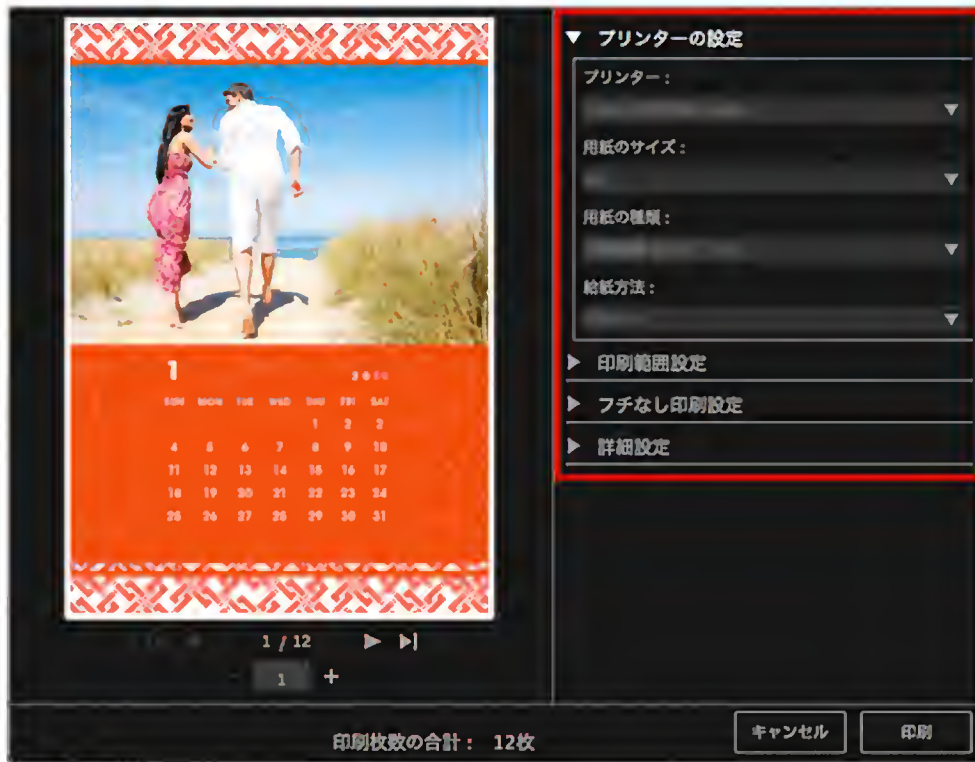 プリンターの設定
プリンター：
用紙のサイズ：
用紙の種類：
給紙方法：
印刷範囲設定
フチなし印刷設定
詳細設定
1
SUN MON TUE WED THU FRI SAT
1 2 3
4 5 6 7 8 9 10
11 12 13 14 15 16 17
18 19 20 21 22 23 24
25 26 27 28 29 30 31
1 / 12
1
印刷枚数の合計： 12枚
キャンセル
印刷